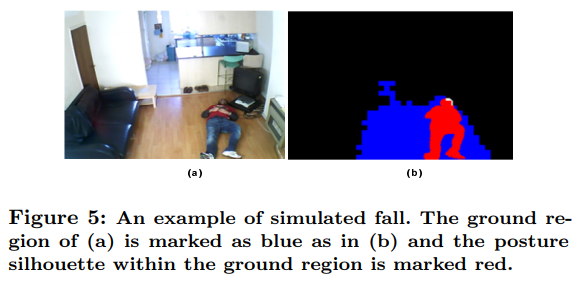 (a)
(b)
Figure 5: An example of simulated fall. The ground re-
gion of (a) is marked as blue as in (b) and the posture
silhouette within the ground region is marked red.